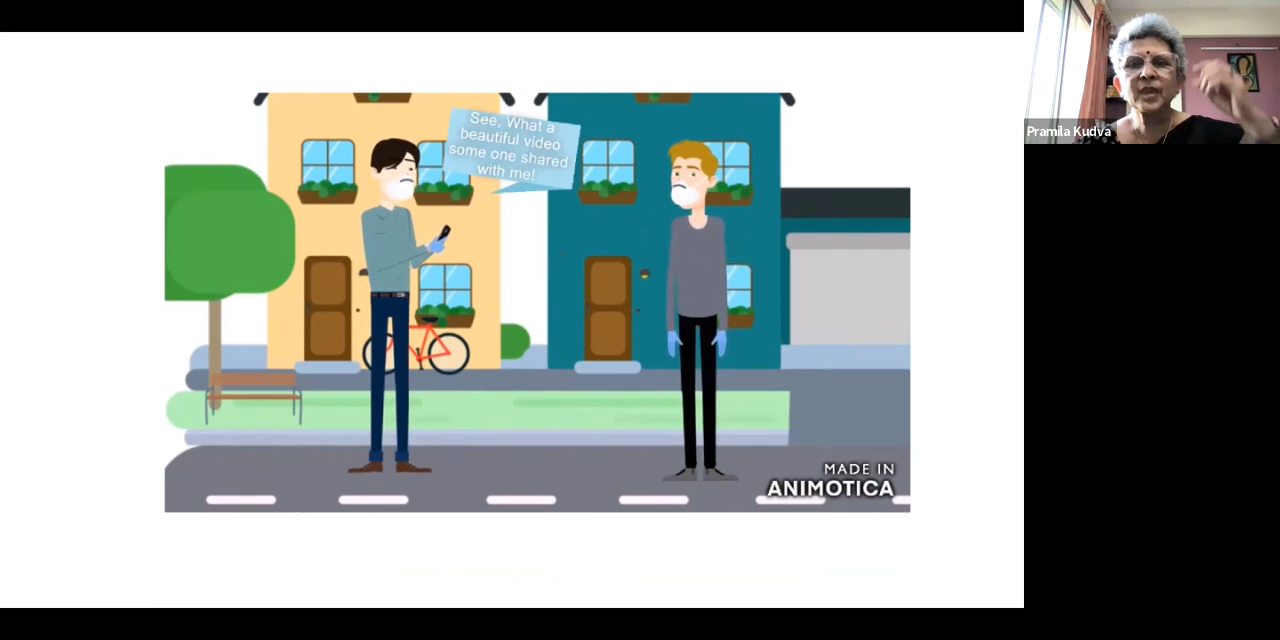 See, What a
beautiful video
some one shared
with me!
MADE IN
ANIMOTICA
Pramila Kudva